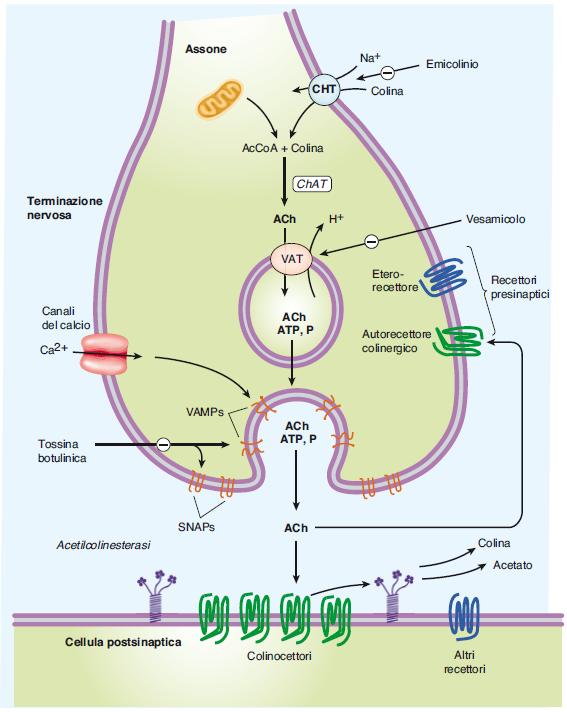 Assone
Na+
Emicolinio
CHT
Colina
AcCoA + Colina
ChAT
Terminazione
nervosa
ACh
H+
Vesamicolo
VAT
Etero-
recettore
Recettori
presinaptici
Canali
del calcio
Ca2+
ACh
ATP, P
Autorecettore
colinergico
VAMPs
ACh
ATP, P
Tossina
botulinica
SNAPs
ACh
Acetilcolinesterasi
Colina
Acetato
Cellula postsinaptica
Colinocettori
Altri
recettori